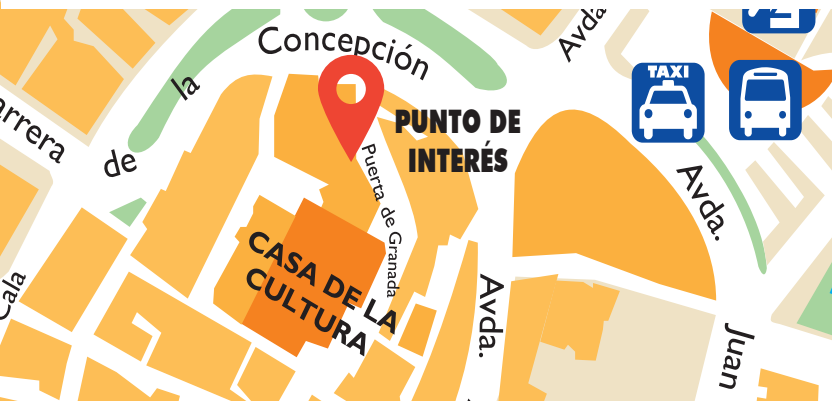 Concepción
la
de
arrera
Avda
TAXI
PUNTO DE
INTERÉS
Puerta de Granada
Avda.
CASA DE LA
CULTURA
Cala
Avda.
Juan